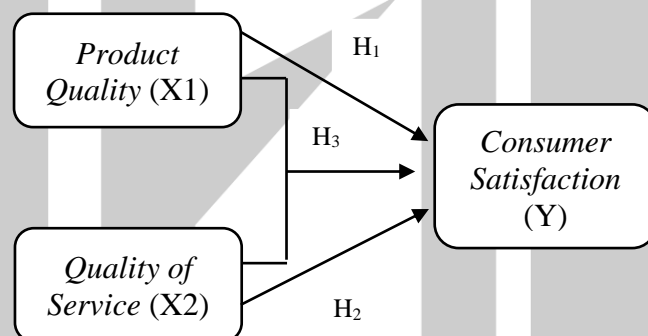 Product
Quality (X1)
H₁
H₃
Consumer
Satisfaction
(Y)
Quality of
Service (X2)
H₂